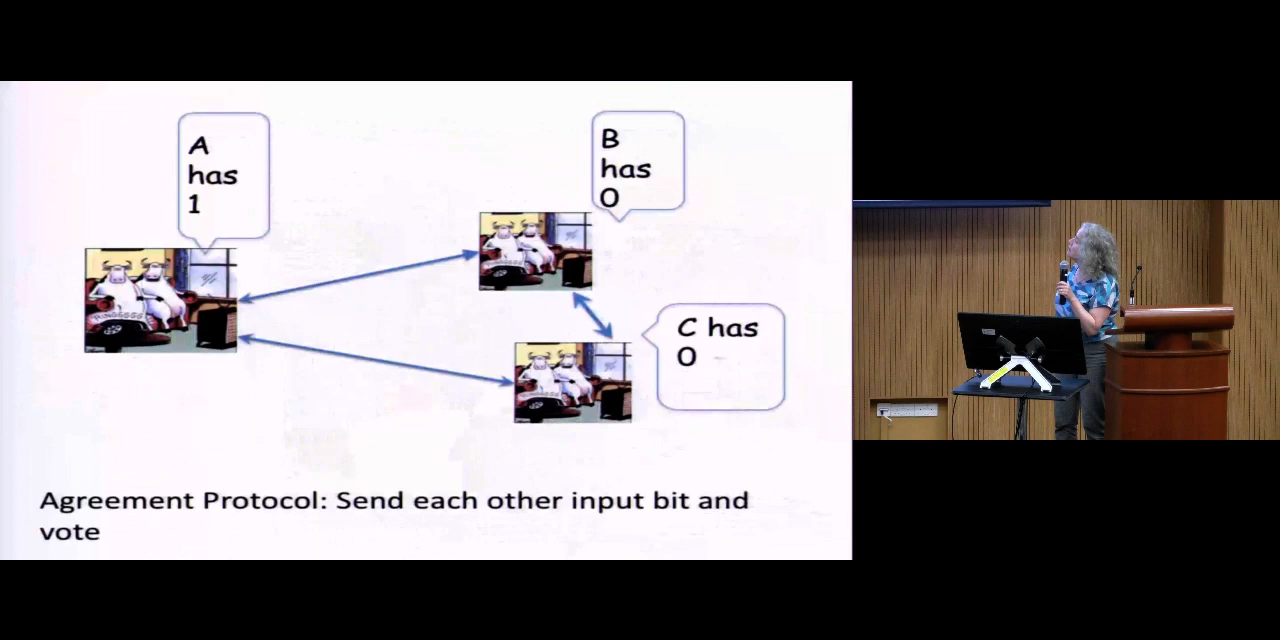 A
has
1
B
has
0
C has
0
Agreement Protocol: Send each other input bit and
vote